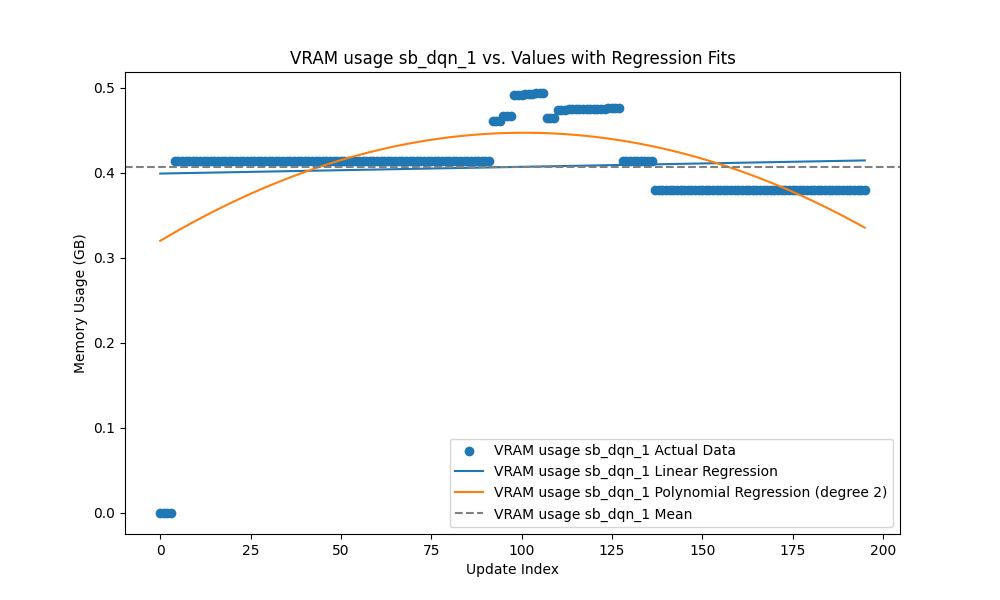 VRAM usage sb_dqn_1 vs. Values with Regression Fits
Memory Usage (GB)
0.5
0.4
0.3
0.2
0.1
0.0
VRAM usage sb_dqn_1 Actual Data
VRAM usage sb_dqn_1 Linear Regression
VRAM usage sb_dqn_1 Polynomial Regression (degree 2)
VRAM usage sb_dqn_1 Mean
0 25 50 75 100 125 150 175 200
Update Index